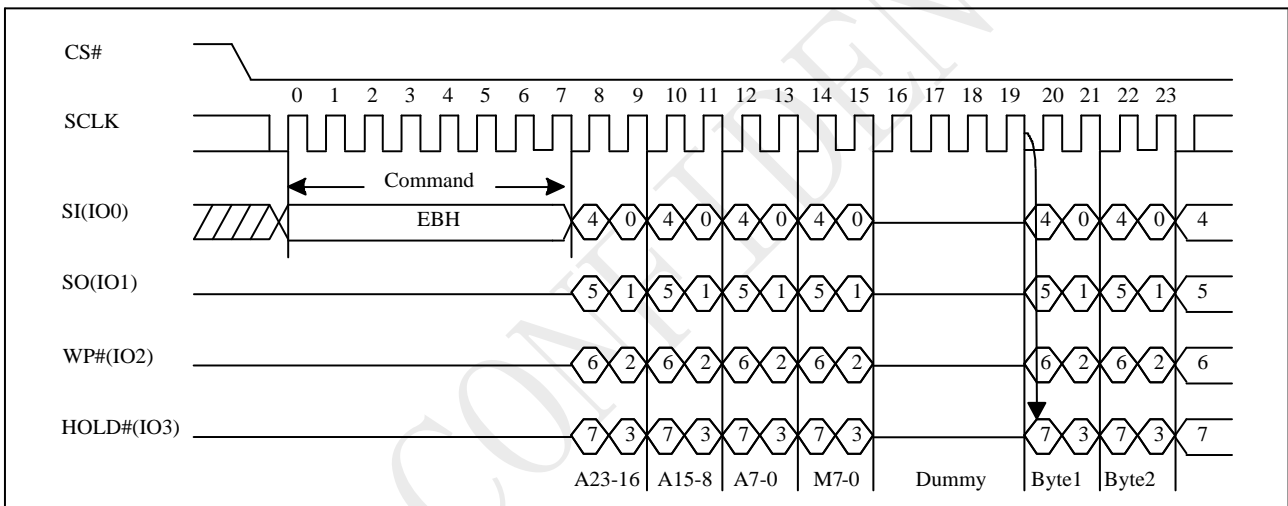 CS#
0 1 2 3 4 5 6 7 8 9 10 11 12 13 14 15 16 17 18 19 20 21 22 23
SCLK
Command
SI(IO0) EBH 4 0 4 0 4 0 4 0 4 0 4 0 4
SO(IO1) 5 1 5 1 5 1 5 1 5 1 5 1 5
WP#(IO2) 6 2 6 2 6 2 6 2 6 2 6 2 6
HOLD#(IO3) 7 3 7 3 7 3 7 3 7 3 7 3 7
A23-16 A15-8 A7-0 M7-0 Dummy Byte1 Byte2
CONFIDEN